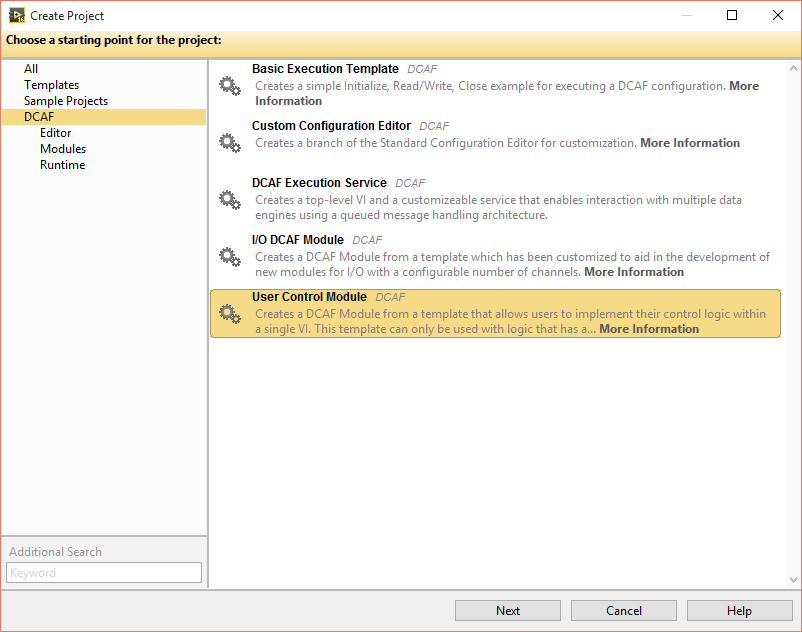 Create Project
Choose a starting point for the project:
All
Templates
Sample Projects
DCAF
Editor
Modules
Runtime
Basic Execution Template DCAF
Creates a simple Initialize, Read/Write, Close example for executing a DCAF configuration. More
Information
Custom Configuration Editor DCAF
Creates a branch of the Standard Configuration Editor for customization. More Information
DCAF Execution Service DCAF
Creates a top-level VI and a customizeable service that enables interaction with multiple data
engines using a queued message handling architecture.
I/O DCAF Module DCAF
Creates a DCAF Module from a template which has been customized to aid in the development of
new modules for I/O with a configurable number of channels. More Information
User Control Module DCAF
Creates a DCAF Module from a template that allows users to implement their control logic within
a single VI. This template can only be used with logic that has a... More Information
Additional Search
Keyword
Next
Cancel
Help